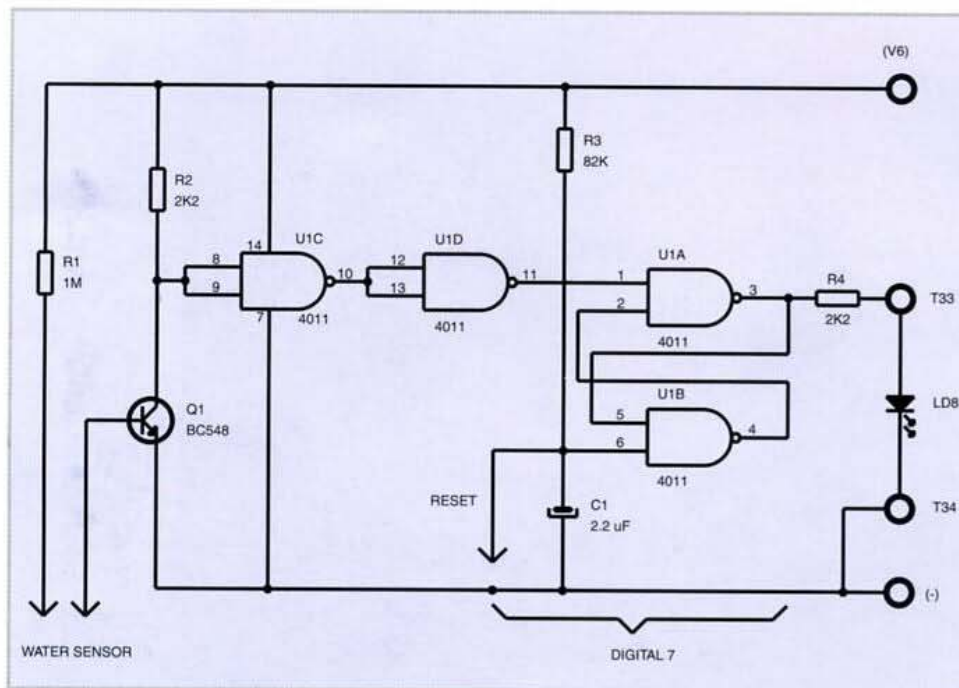 (V6)
R3
82K
R2
2K2
R1
1M
U1C
14
8
9
7
10
4011
U1D
12
13
11
4011
U1A
1
2
3
4011
R4
2K2
T33
LD8
U1B
5
6
4
4011
Q1
BC548
RESET
C1
2.2 uF
T34
(-)
WATER SENSOR
DIGITAL 7